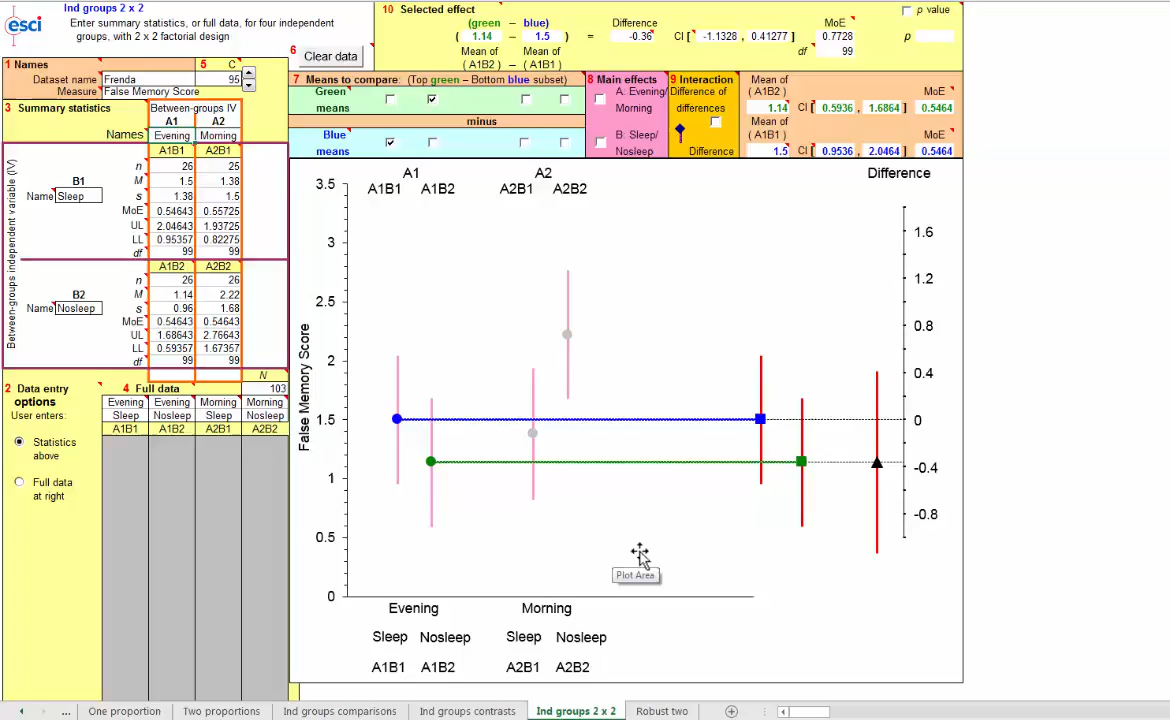 esci
Ind groups 2 x 2
Enter summary statistics, or full data, for four independent
groups, with 2 x 2 factorial design
1 Names
5 C
Dataset name Frenda 95
Measure False Memory Score
3 Summary statistics Between-groups IV
A1 A2
Names Evening Morning
A1B1 A2B1
n 26 25
B1 M 1.5 1.38
Name Sleep s 1.38 1.5
MoE 0.54643 0.55725
UL 2.04643 1.93725
LL 0.95357 0.82275
df 99 99
A1B2 A2B2
n 26 26
B2 M 1.14 2.22
Name Nosleep s 0.96 1.68
MoE 0.54643 0.54643
UL 1.68643 2.76643
LL 0.59357 1.67357
df 99 99
Between-groups independent variable (IV)
N
2 Data entry 4 Full data 103
options Evening Evening Morning Morning
User enters: Sleep Nosleep Sleep Nosleep
A1B1 A1B2 A2B1 A2B2
Statistics
above
Full data
at right
6 Clear data
10 Selected effect
(green – blue) Difference MoE p value
( 1.14 – 1.5 ) = -0.36 CI [ -1.1328 , 0.41277 ] 0.7728 p
Mean of Mean of df 99
( A1B2 ) – ( A1B1 )
7 Means to compare: (Top green – Bottom blue subset)
Green
means
minus
Blue
means
8 Main effects
A: Evening/
Morning
B: Sleep/
Nosleep
9 Interaction
Difference of
differences
Difference
Mean of
( A1B2 ) MoE
1.14 CI [ 0.5936 , 1.6864 ] 0.5464
Mean of
( A1B1 ) MoE
1.5 CI [ 0.9536 , 2.0464 ] 0.5464
A1 A2 Difference
A1B1 A1B2 A2B1 A2B2
3.5
3
2.5
2
1.5
1
0.5
0
False Memory Score
1.6
1.2
0.8
0.4
0
-0.4
-0.8
Plot Area
Evening Morning
Sleep Nosleep Sleep Nosleep
A1B1 A1B2 A2B1 A2B2
... One proportion Two proportions Ind groups comparisons Ind groups contrasts Ind groups 2 x 2 Robust two